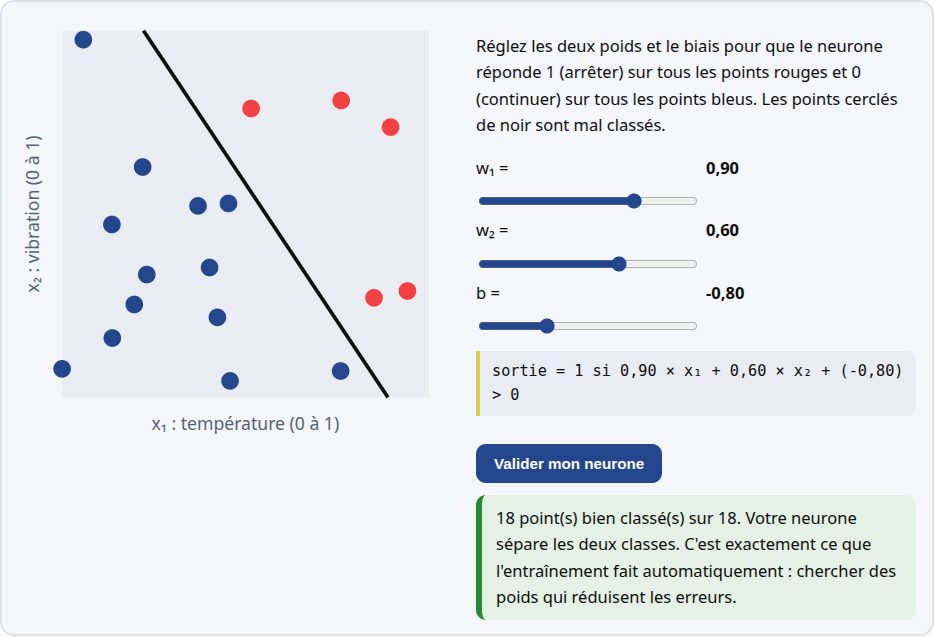 Réglez les deux poids et le biais pour que le neurone
réponde 1 (arrêter) sur tous les points rouges et 0
(continuer) sur tous les points bleus. Les points cerclés
de noir sont mal classés.
w₁ = 0,90
w₂ = 0,60
b = -0,80
sortie = 1 si 0,90 × x₁ + 0,60 × x₂ + (-0,80)
> 0
Valider mon neurone
18 point(s) bien classé(s) sur 18. Votre neurone
sépare les deux classes. C'est exactement ce que
l'entraînement fait automatiquement : chercher des
poids qui réduisent les erreurs.
x₂ : vibration (0 à 1)
x₁ : température (0 à 1)